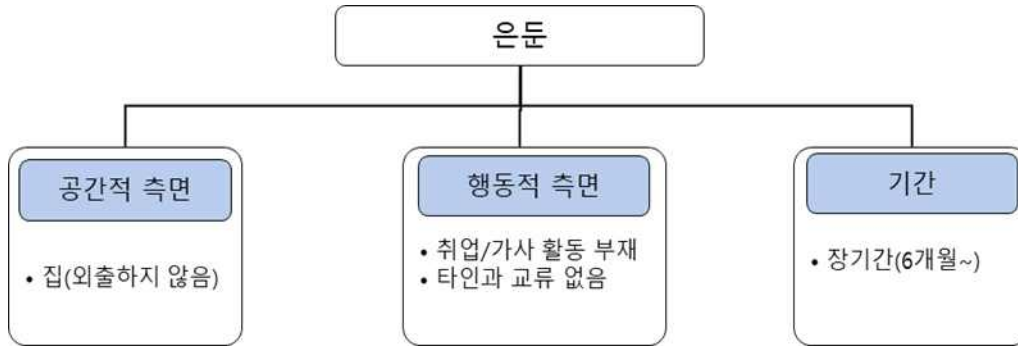 은둔
공간적 측면
• 집(외출하지 않음)
행동적 측면
• 취업/가사 활동 부재
• 타인과 교류 없음
기간
• 장기간(6개월~)